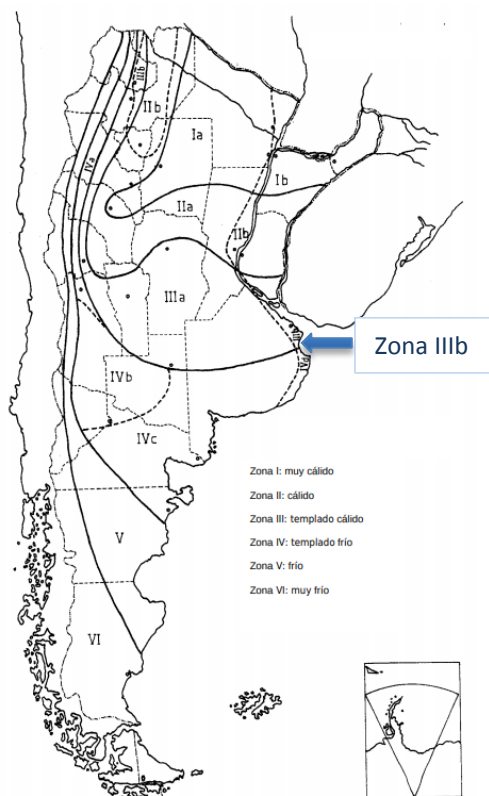 IIIb
IIb
Ia
IVa
Ib
IIa
IIb
IIIa
Zona IIIb
IVb
IVc
Zona I: muy cálido
Zona II: cálido
Zona III: templado cálido
Zona IV: templado frío
Zona V: frío
Zona VI: muy frío
V
VI